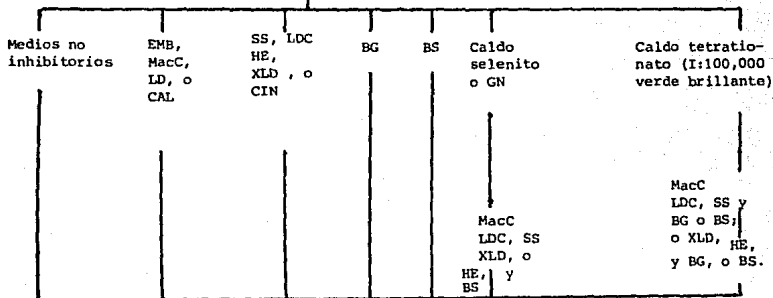 Medios no
inhibitorios
EMB,
MacC,
LD, o
CAL
SS, LDC
HE,
XLD , o
CIN
BG
BS
Caldo
selenito
o GN
Caldo tetratio-
nato (I:100,000
verde brillante)
MacC
LDC, SS
XLD, o
HE, y
BS
MacC
LDC, SS y
BG o BS;
o XLD, HE,
y BG, o BS.